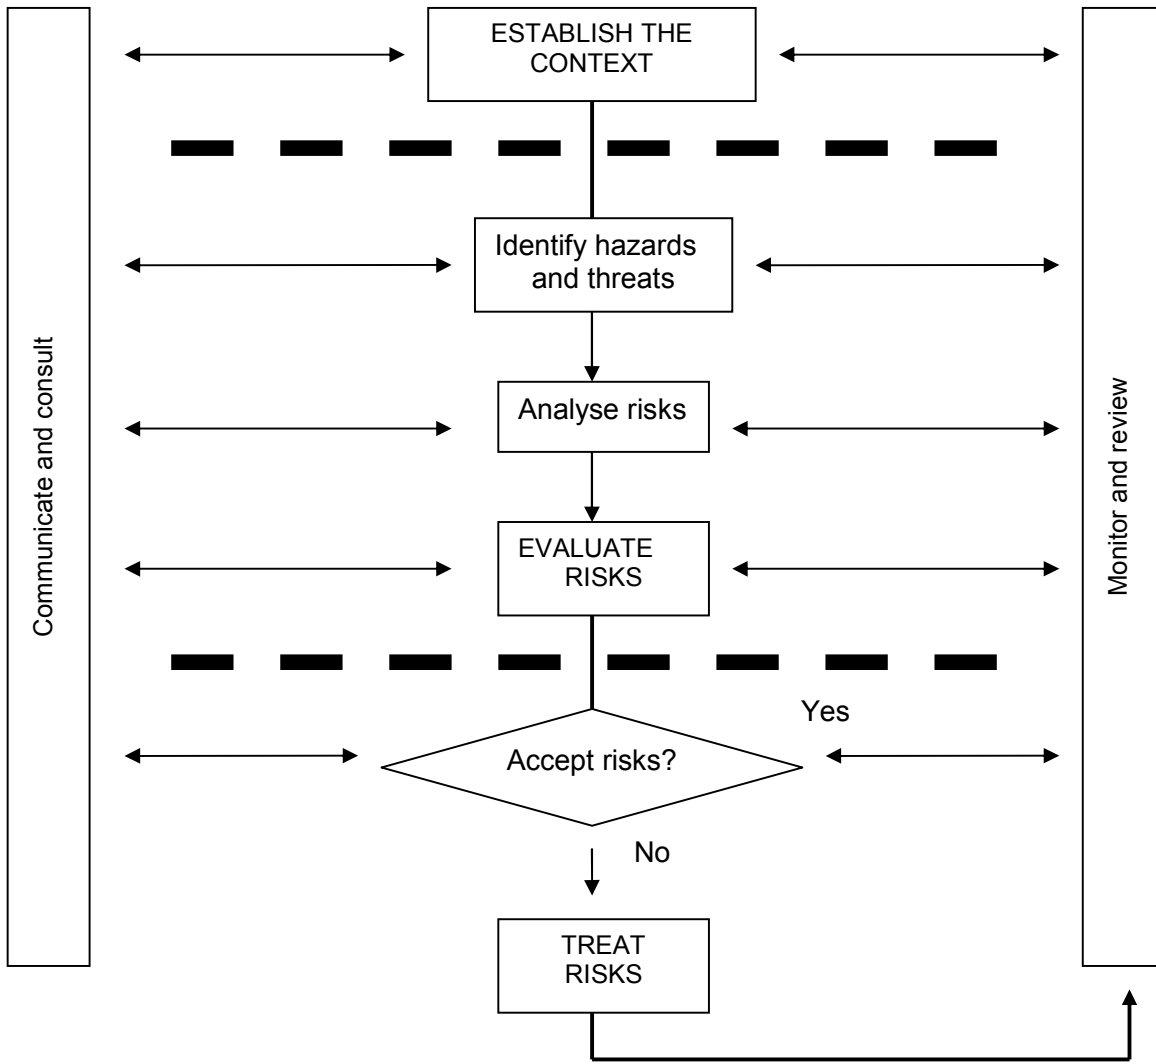 ESTABLISH THE
CONTEXT
Identify hazards
and threats
Analyse risks
EVALUATE
RISKS
Yes
Accept risks?
No
TREAT
RISKS
Communicate and consult
Monitor and review